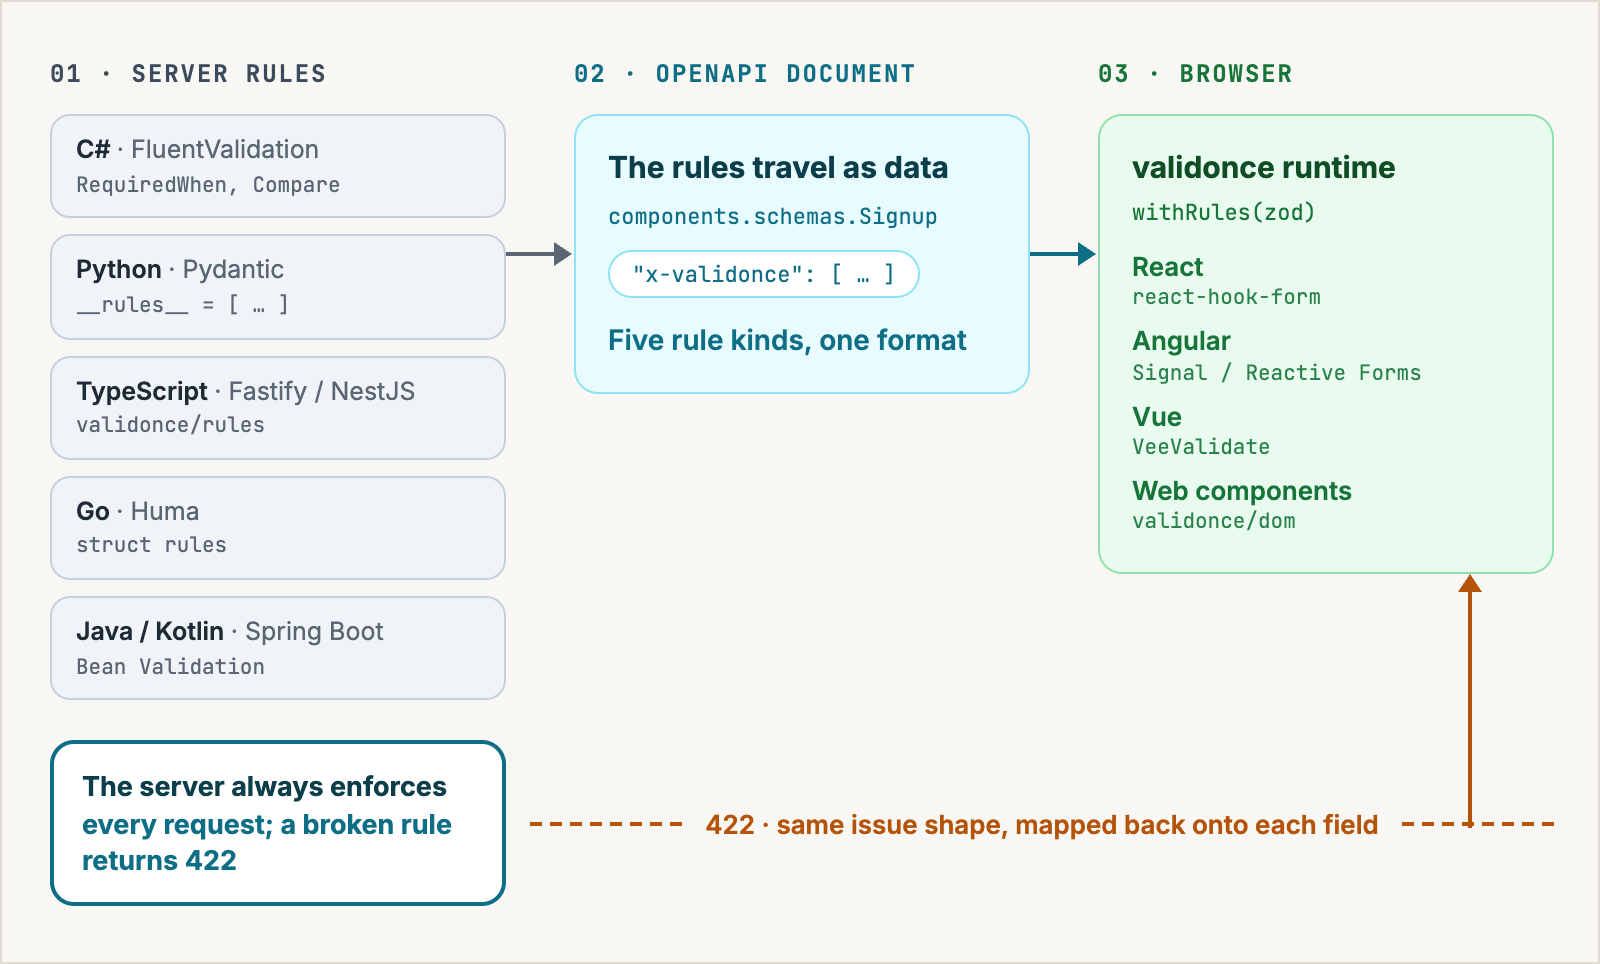 01 · SERVER RULES
C# · FluentValidation
RequiredWhen, Compare
Python · Pydantic
__rules__ = [ … ]
TypeScript · Fastify / NestJS
validonce/rules
Go · Huma
struct rules
Java / Kotlin · Spring Boot
Bean Validation
The server always enforces
every request; a broken rule
returns 422
02 · OPENAPI DOCUMENT
The rules travel as data
components.schemas.Signup
"x-validonce": [ … ]
Five rule kinds, one format
03 · BROWSER
validonce runtime
withRules(zod)
React
react-hook-form
Angular
Signal / Reactive Forms
Vue
VeeValidate
Web components
validonce/dom
422 · same issue shape, mapped back onto each field